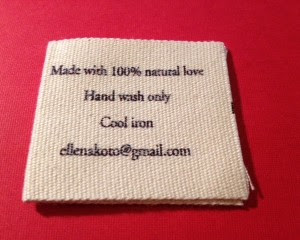 Made with 100% natural love
Hand wash only
Cool iron
ellenskoto@gmail.com